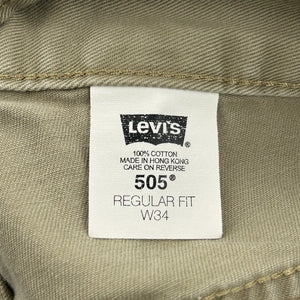 Levi's
100% COTTON
MADE IN HONG KONG
CARE ON REVERSE
505®
REGULAR FIT
W34